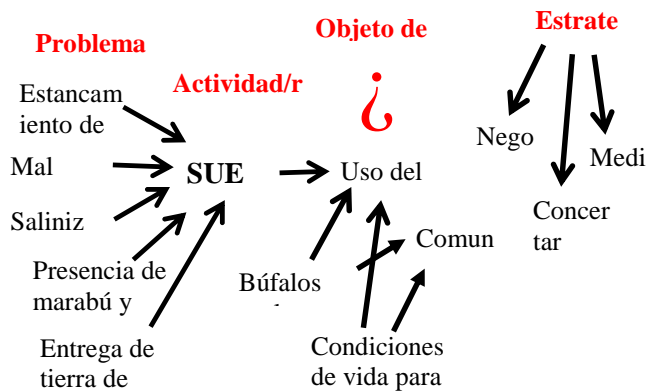 Problema
Estancam
iento de
Mal
Saliniz
Presencia de
marabú y
Entrega de
tierra de
Actividad/r
SUE
Objeto de
¿
Uso del
Búfalos
Comun
Condiciones
de vida para
Estrate
Nego
Concer
tar
Medi